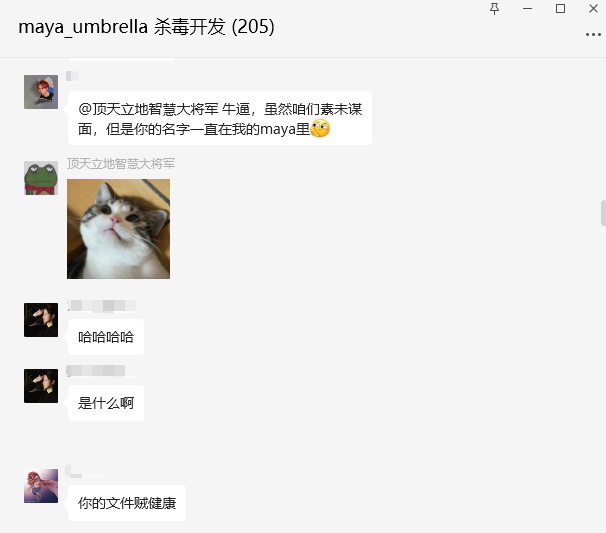 maya_umbrella 杀毒开发 (205)
@顶天立地智慧大将军 牛逼，虽然咱们素未谋
面，但是你的名字一直在我的maya里
顶天立地智慧大将军
哈哈哈哈
是什么啊
你的文件贼健康